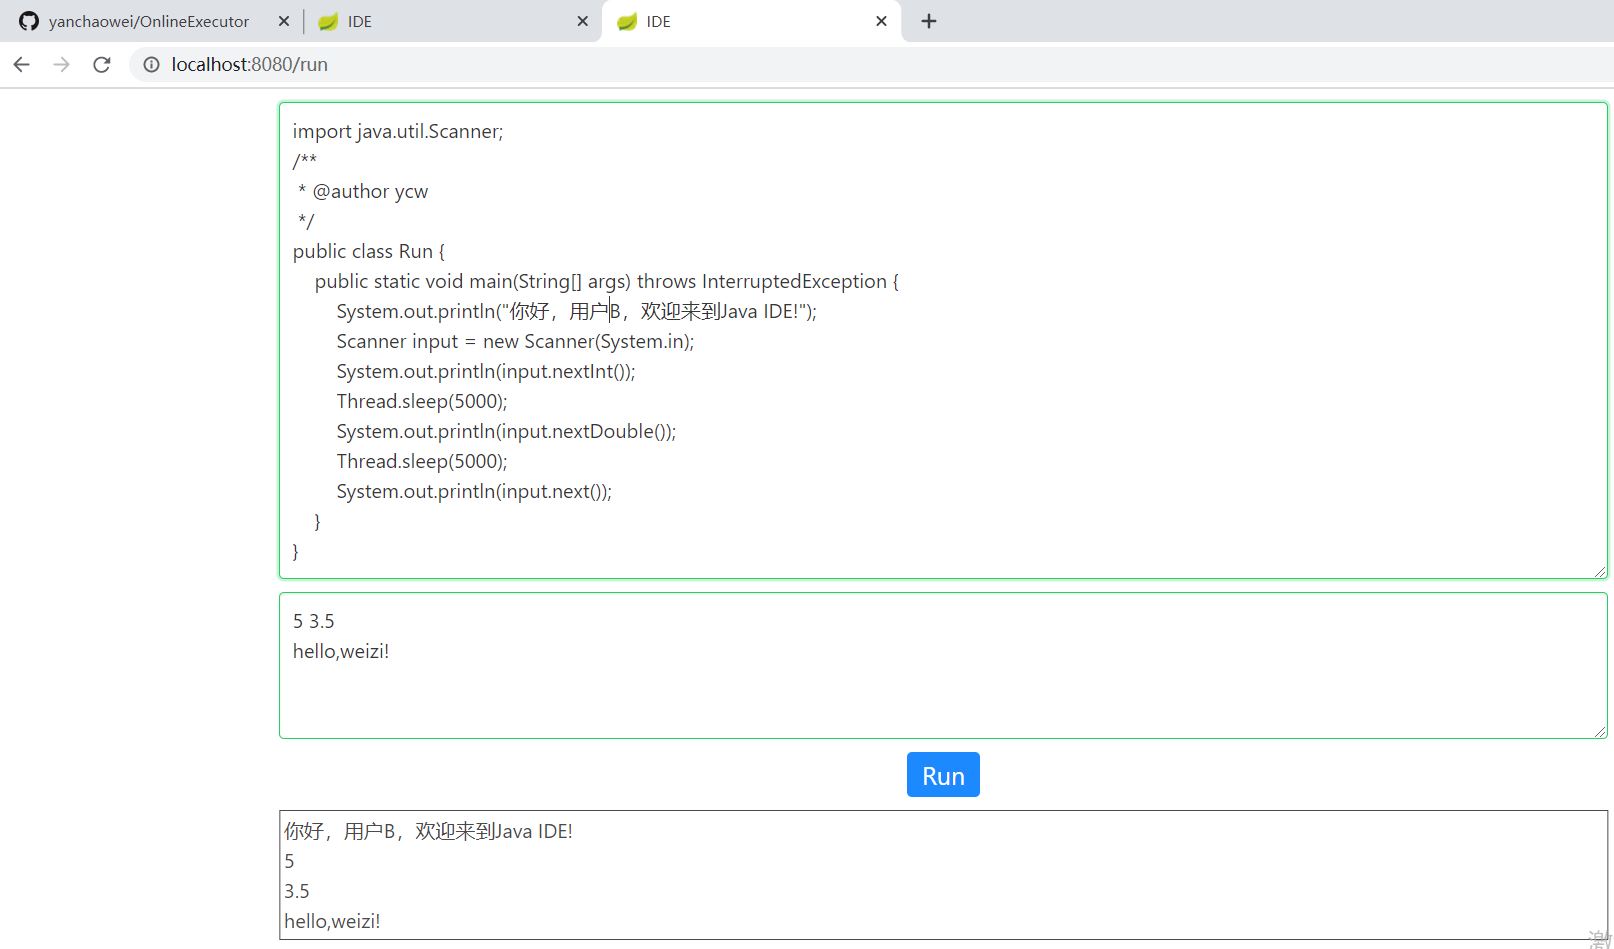 yanchaowei/OnlineExecutor
IDE
IDE
localhost:8080/run
import java.util.Scanner;
/**
 * @author ycw
 */
public class Run {
    public static void main(String[] args) throws InterruptedException {
        System.out.println("你好，用户B，欢迎来到Java IDE!");
        Scanner input = new Scanner(System.in);
        System.out.println(input.nextInt());
        Thread.sleep(5000);
        System.out.println(input.nextDouble());
        Thread.sleep(5000);
        System.out.println(input.next());
    }
}
5 3.5
hello,weizi!
Run
你好，用户B，欢迎来到Java IDE!
5
3.5
hello,weizi!